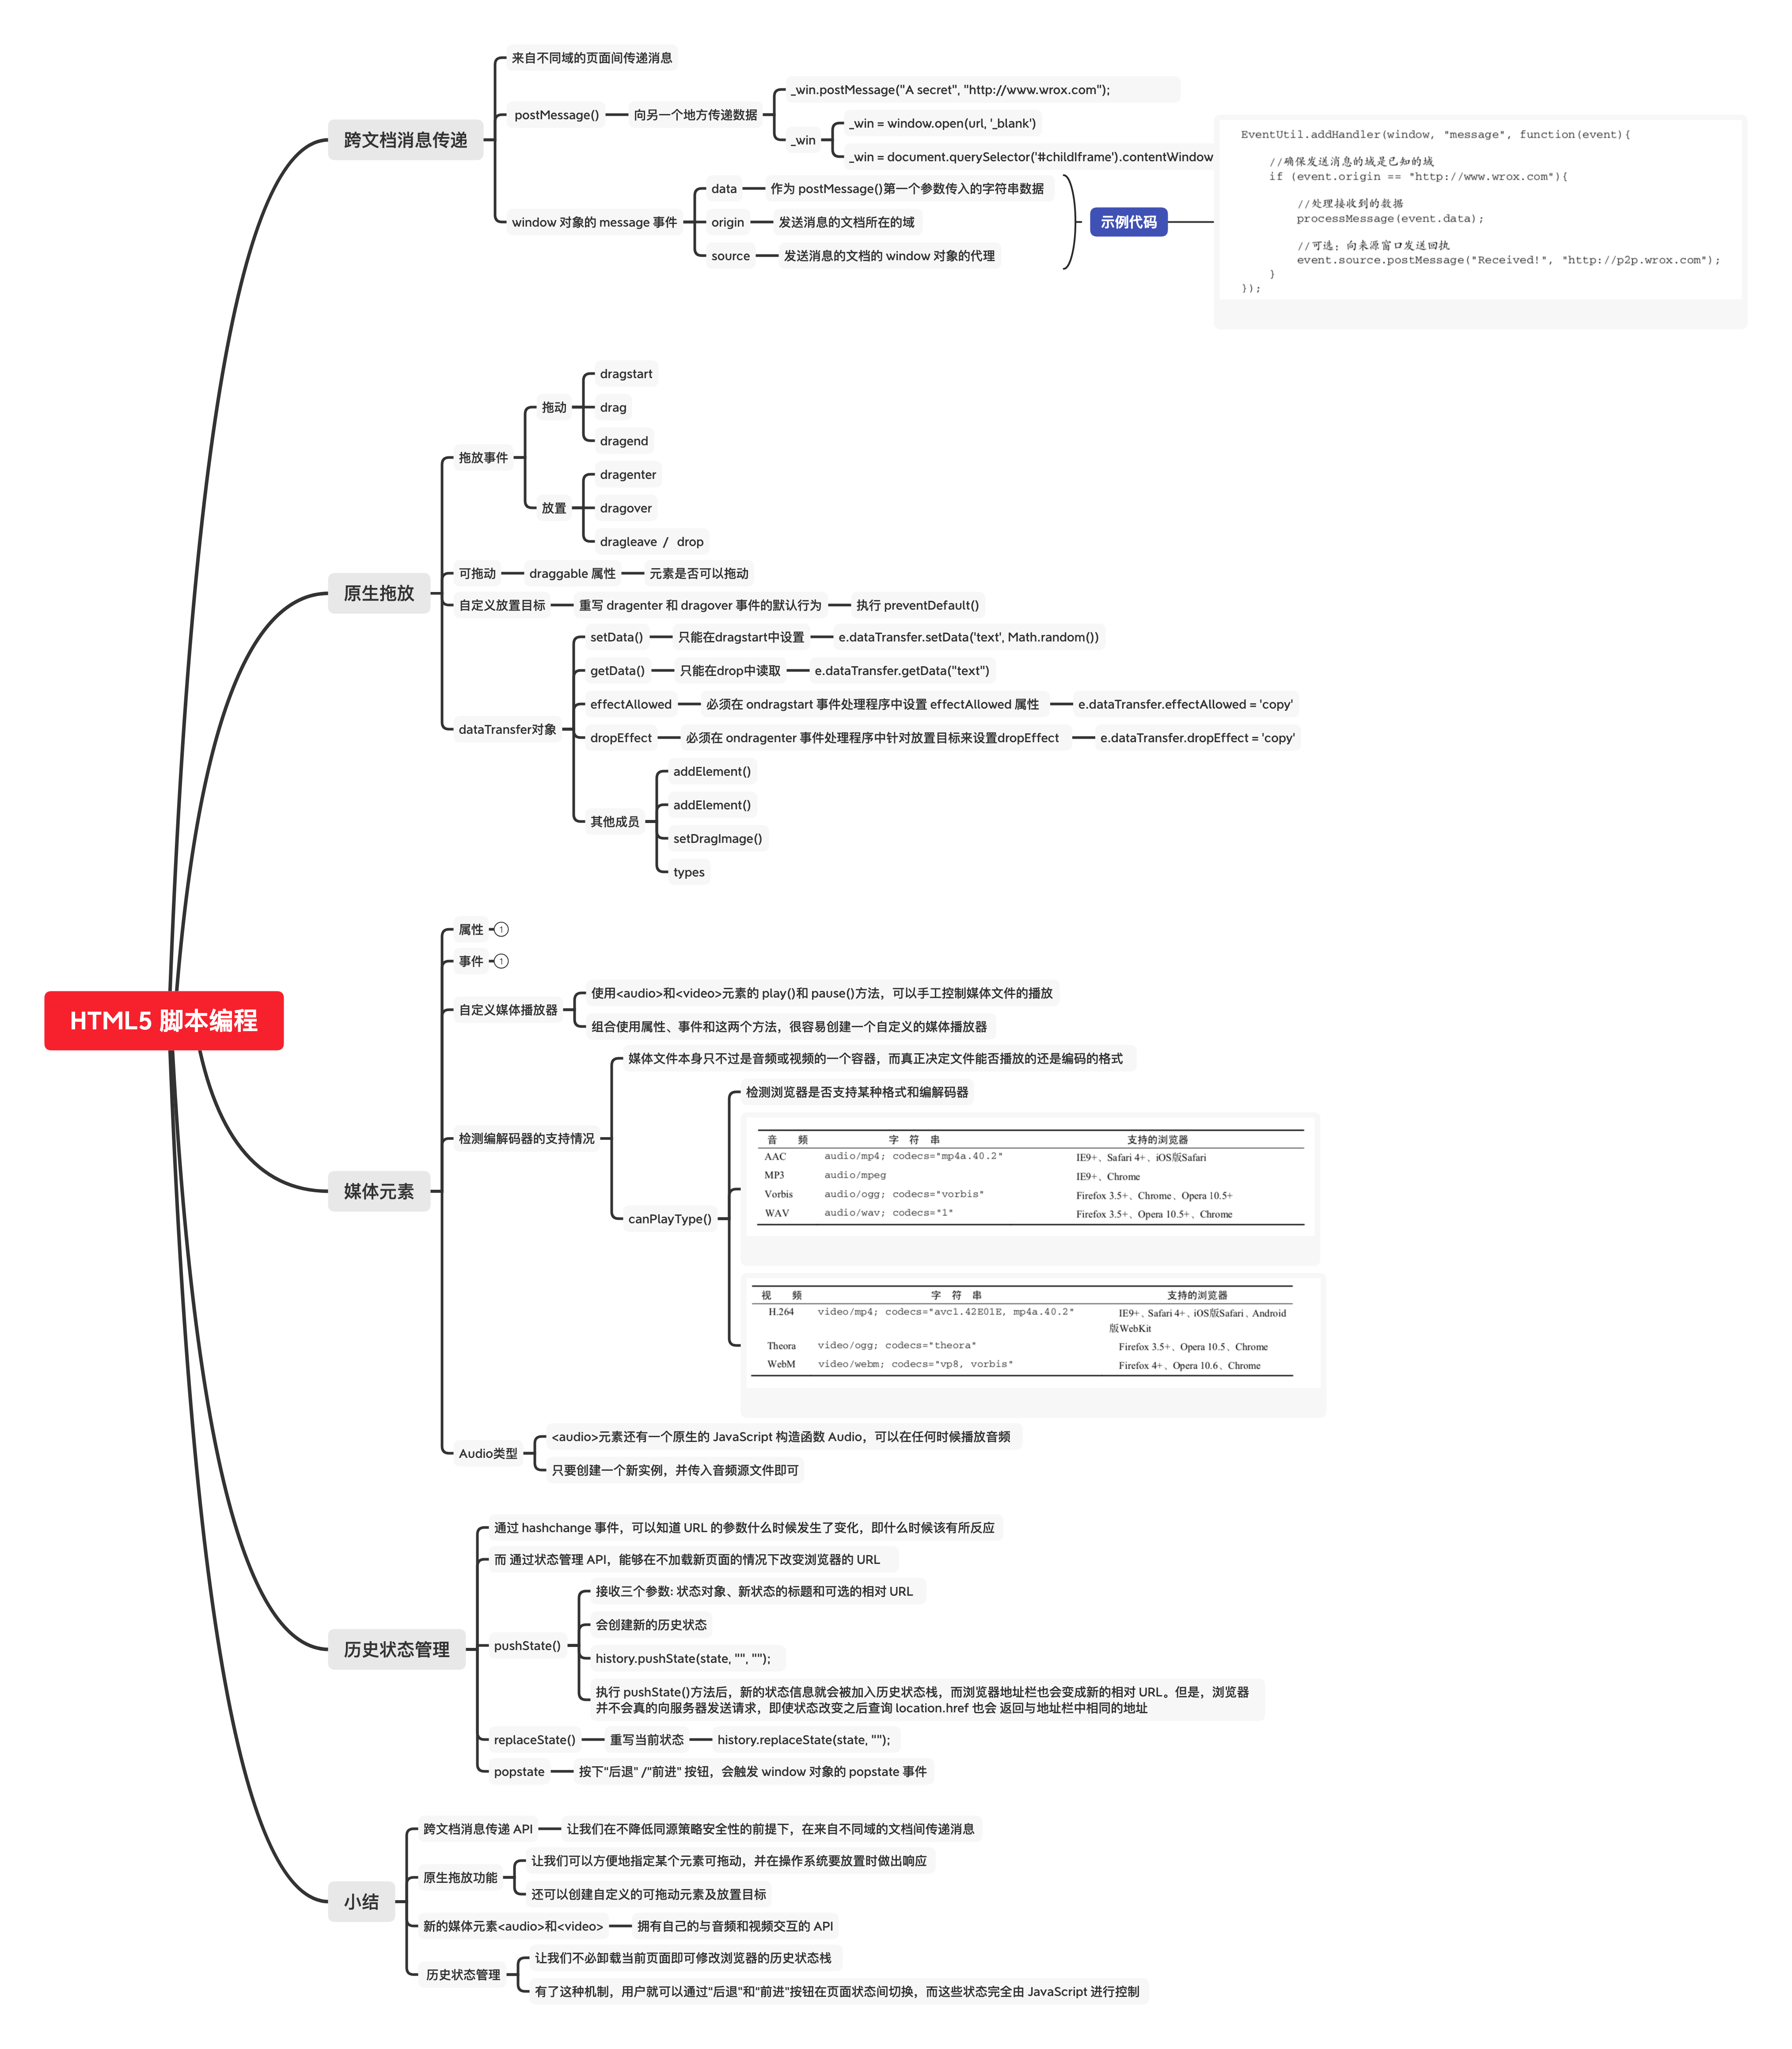 HTML5 脚本编程
跨文档消息传递
来自不同域的页面间传递消息
postMessage()
向另一个地方传递数据
_win.postMessage("A secret", "http://www.wrox.com");
_win
_win = window.open(url, '_blank')
_win = document.querySelector('#childIframe').contentWindow
window 对象的 message 事件
data
作为 postMessage()第一个参数传入的字符串数据
origin
发送消息的文档所在的域
source
发送消息的文档的 window 对象的代理
示例代码
EventUtil.addHandler(window, "message", function(event){
//确保发送消息的域是已知的域
if (event.origin == "http://www.wrox.com"){
//处理接收到的数据
processMessage(event.data);
//可选：向来源窗口发送回执
event.source.postMessage("Received!", "http://p2p.wrox.com");
}
});
原生拖放
拖放事件
拖动
dragstart
drag
dragend
放置
dragenter
dragover
dragleave / drop
可拖动
draggable 属性
元素是否可以拖动
自定义放置目标
重写 dragenter 和 dragover 事件的默认行为
执行 preventDefault()
dataTransfer对象
setData()
只能在dragstart中设置
e.dataTransfer.setData('text', Math.random())
getData()
只能在drop中读取
e.dataTransfer.getData("text")
effectAllowed
必须在 ondragstart 事件处理程序中设置 effectAllowed 属性
e.dataTransfer.effectAllowed = 'copy'
dropEffect
必须在 ondragenter 事件处理程序中针对放置目标来设置dropEffect
e.dataTransfer.dropEffect = 'copy'
其他成员
addElement()
addElement()
setDragImage()
types
媒体元素
属性 1
事件 1
自定义媒体播放器
使用<audio>和<video>元素的 play()和 pause()方法，可以手工控制媒体文件的播放
组合使用属性、事件和这两个方法，很容易创建一个自定义的媒体播放器
检测编解码器的支持情况
媒体文件本身只不过是音频或视频的一个容器，而真正决定文件能否播放的还是编码的格式
canPlayType()
检测浏览器是否支持某种格式和编解码器
音 频 字 符 串 支持的浏览器
AAC audio/mp4; codecs="mp4a.40.2" IE9+、Safari 4+、iOS版Safari
MP3 audio/mpeg IE9+、Chrome
Vorbis audio/ogg; codecs="vorbis" Firefox 3.5+、Chrome、Opera 10.5+
WAV audio/wav; codecs="1" Firefox 3.5+、Opera 10.5+、Chrome
视 频 字 符 串 支持的浏览器
H.264 video/mp4; codecs="avc1.42E01E, mp4a.40.2" IE9+、Safari 4+、iOS版Safari、Android
版WebKit
Theora video/ogg; codecs="theora" Firefox 3.5+、Opera 10.5、Chrome
WebM video/webm; codecs="vp8, vorbis" Firefox 4+、Opera 10.6、Chrome
Audio类型
<audio>元素还有一个原生的 JavaScript 构造函数 Audio，可以在任何时候播放音频
只要创建一个新实例，并传入音频源文件即可
历史状态管理
通过 hashchange 事件，可以知道 URL 的参数什么时候发生了变化，即什么时候该有所反应
而 通过状态管理 API，能够在不加载新页面的情况下改变浏览器的 URL
pushState()
接收三个参数: 状态对象、新状态的标题和可选的相对 URL
会创建新的历史状态
history.pushState(state, "", "");
执行 pushState()方法后，新的状态信息就会被加入历史状态栈，而浏览器地址栏也会变成新的相对 URL。但是，浏览器
并不会真的向服务器发送请求，即使状态改变之后查询 location.href 也会 返回与地址栏中相同的地址
replaceState()
重写当前状态
history.replaceState(state, "");
popstate
按下"后退" /"前进" 按钮，会触发 window 对象的 popstate 事件
小结
跨文档消息传递 API
让我们在不降低同源策略安全性的前提下，在来自不同域的文档间传递消息
原生拖放功能
让我们可以方便地指定某个元素可拖动，并在操作系统要放置时做出响应
还可以创建自定义的可拖动元素及放置目标
新的媒体元素<audio>和<video>
拥有自己的与音频和视频交互的 API
历史状态管理
让我们不必卸载当前页面即可修改浏览器的历史状态栈
有了这种机制，用户就可以通过"后退"和"前进"按钮在页面状态间切换，而这些状态完全由 JavaScript 进行控制